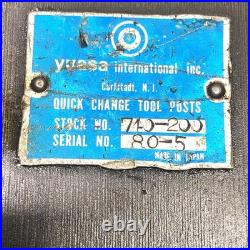 yuasa international inc.
Carlstadt, N. J.
QUICK CHANGE TOOL POSTS
STOCK NO. 740-200
SERIAL NO. 80-5
MADE IN JAPAN